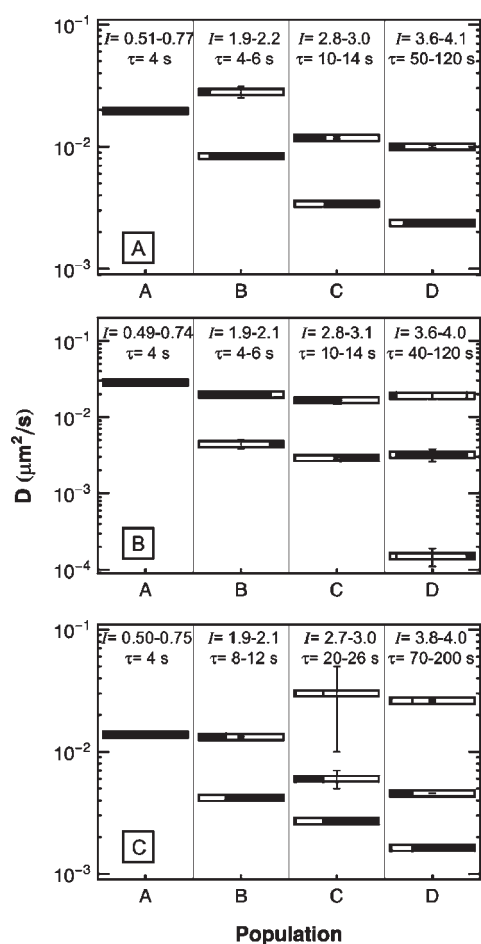 10⁻¹
I= 0.51-0.77 I= 1.9-2.2 I= 2.8-3.0 I= 3.6-4.1
τ= 4 s τ= 4-6 s τ= 10-14 s τ= 50-120 s
10⁻²
A
10⁻³
A B C D
I= 0.49-0.74 I= 1.9-2.1 I= 2.8-3.1 I= 3.6-4.0
10⁻¹
τ= 4 s τ= 4-6 s τ= 10-14 s τ= 40-120 s
10⁻²
D (μm²/s)
10⁻³
B
10⁻⁴
A B C D
10⁻¹
I= 0.50-0.75 I= 1.9-2.1 I= 2.7-3.0 I= 3.8-4.0
τ= 4 s τ= 8-12 s τ= 20-26 s τ= 70-200 s
10⁻²
C
10⁻³
A B C D
Population